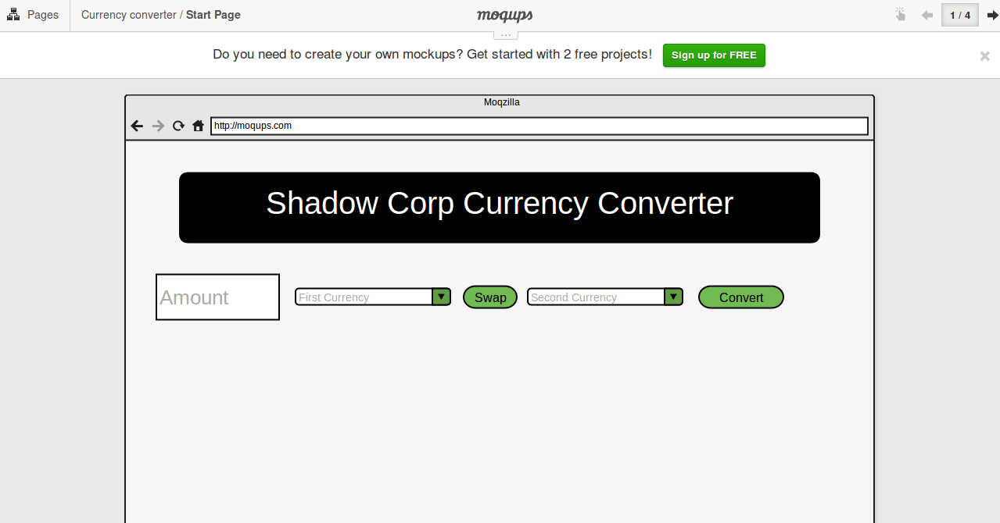 Pages Currency converter / Start Page moqups 1 / 4
...
Do you need to create your own mockups? Get started with 2 free projects! Sign up for FREE
Moqzilla
http://moqups.com
Shadow Corp Currency Converter
Amount First Currency Swap Second Currency Convert